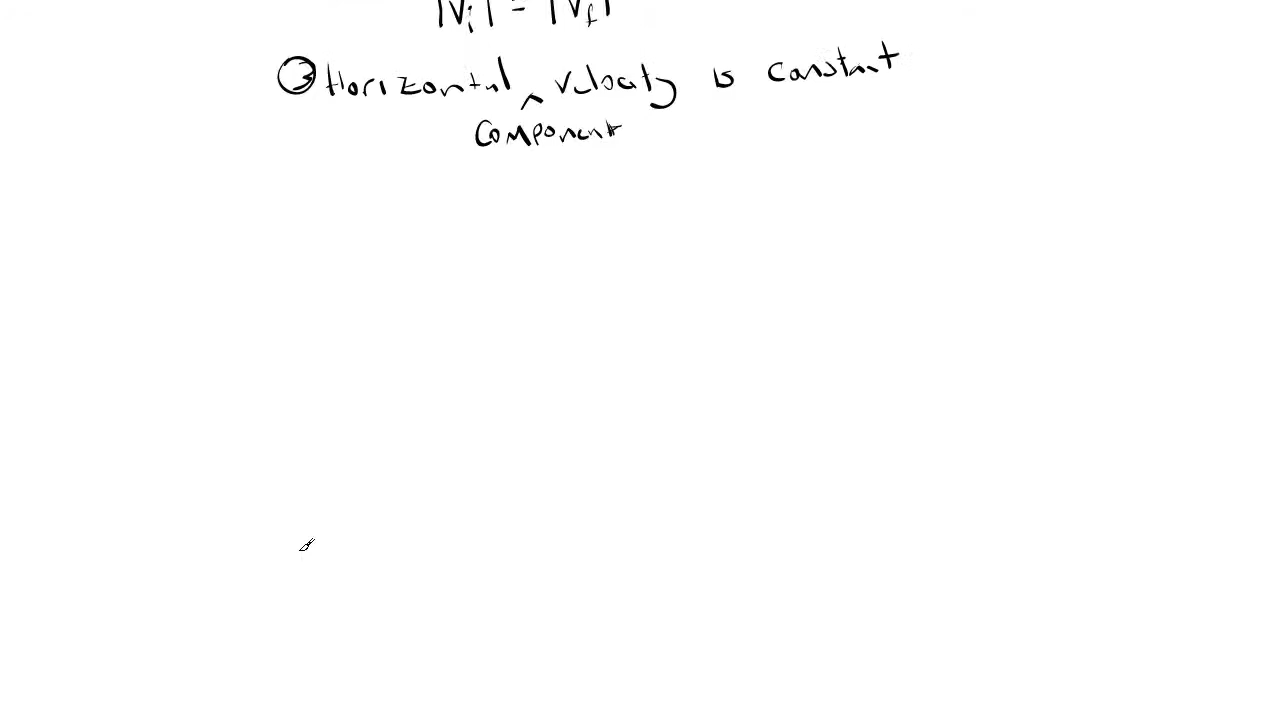 |Vi| = |Vf|
③ Horizontal ^ velocity is constant
component